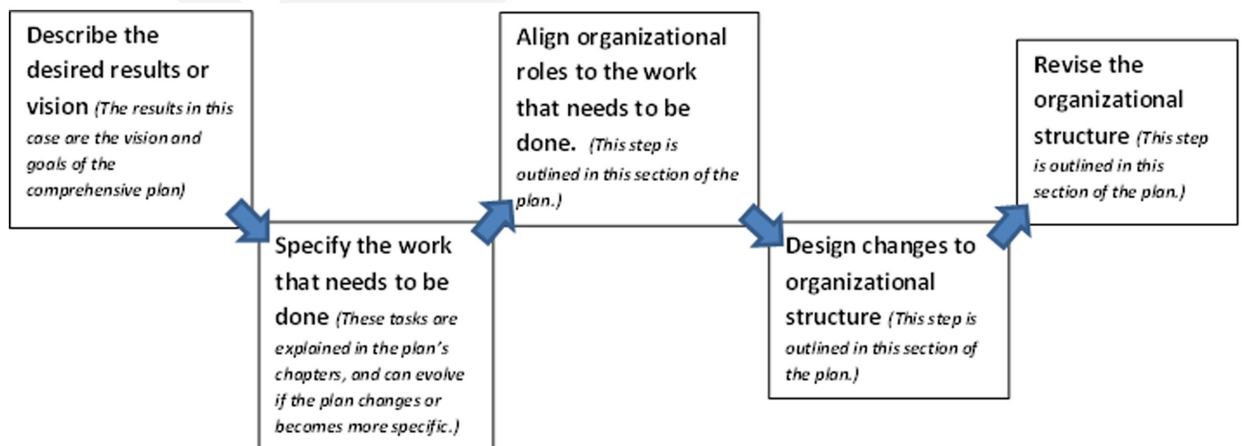 Describe the
desired results or
vision (The results in this
case are the vision and
goals of the
comprehensive plan)
Specify the work
that needs to be
done (These tasks are
explained in the plan's
chapters, and can evolve
if the plan changes or
becomes more specific.)
Align organizational
roles to the work
that needs to be
done. (This step is
outlined in this section of the
plan.)
Design changes to
organizational
structure (This step is
outlined in this section of
the plan.)
Revise the
organizational
structure (This step
is outlined in this
section of the plan.)